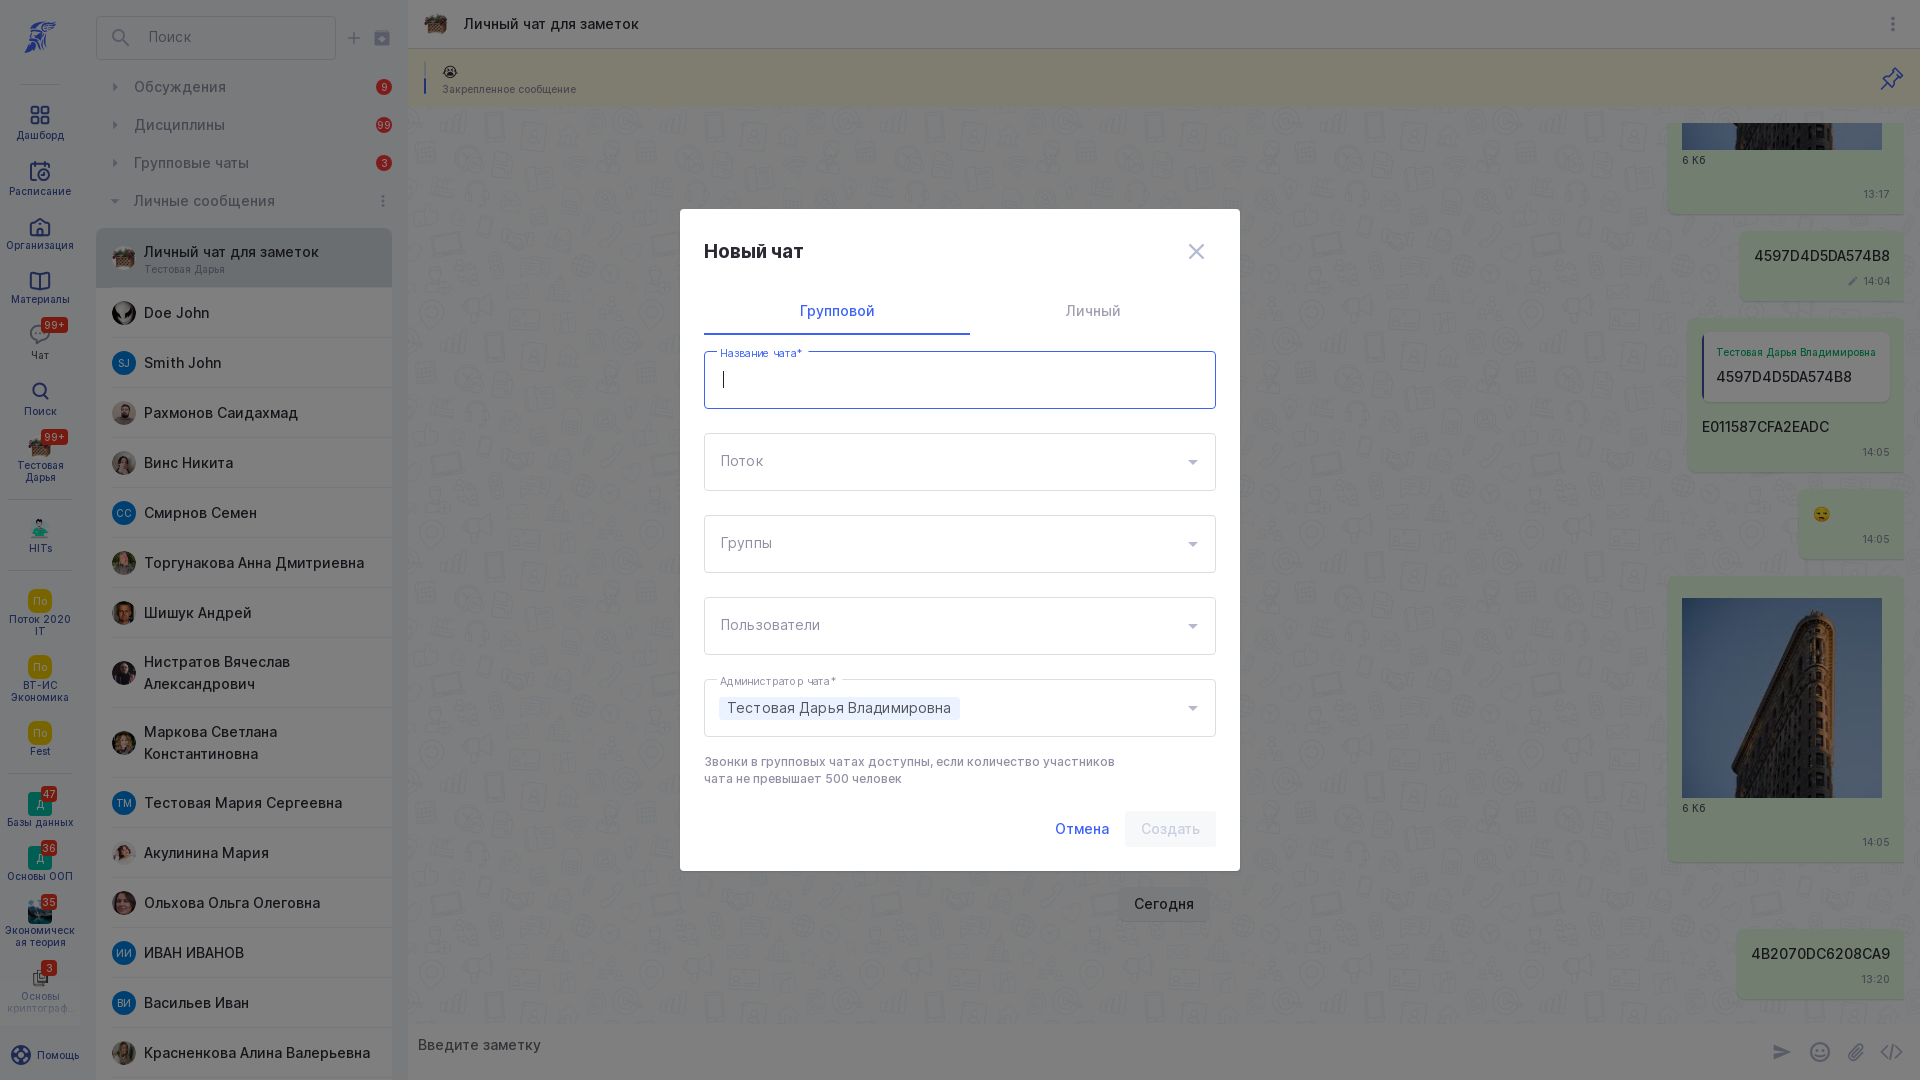 Поиск
Дашборд
Расписание
Организация
Материалы
99+
Чат
Поиск
99+
Тестовая
Дарья
HITs
По
Поток 2020
IT
По
ВТ-ИС
Экономика
По
Fest
47
Д
Базы данных
36
Д
Основы ООП
35
Экономическ
ая теория
3
Основы
криптограф...
Помощь
Обсуждения
9
Дисциплины
99
Групповые чаты
3
Личные сообщения
Личный чат для заметок
Тестовая Дарья
Doe John
SJ
Smith John
Рахмонов Саидахмад
Винс Никита
СС
Смирнов Семен
Торгунакова Анна Дмитриевна
Шишук Андрей
Нистратов Вячеслав
Александрович
Маркова Светлана
Константиновна
ТМ
Тестовая Мария Сергеевна
Акулинина Мария
Ольхова Ольга Олеговна
ИИ
ИВАН ИВАНОВ
ВИ
Васильев Иван
Красненкова Алина Валерьевна
Личный чат для заметок
Закрепленное сообщение
6 Кб
13:17
4597D4D5DA574B8
14:04
Тестовая Дарья Владимировна
4597D4D5DA574B8
E011587CFA2EADC
14:05
14:05
6 Кб
14:05
Сегодня
4B2070DC6208CA9
13:20
Введите заметку
Новый чат
Групповой
Личный
Название чата*
Поток
Группы
Пользователи
Администратор чата*
Тестовая Дарья Владимировна
Звонки в групповых чатах доступны, если количество участников
чата не превышает 500 человек
Отмена
Создать